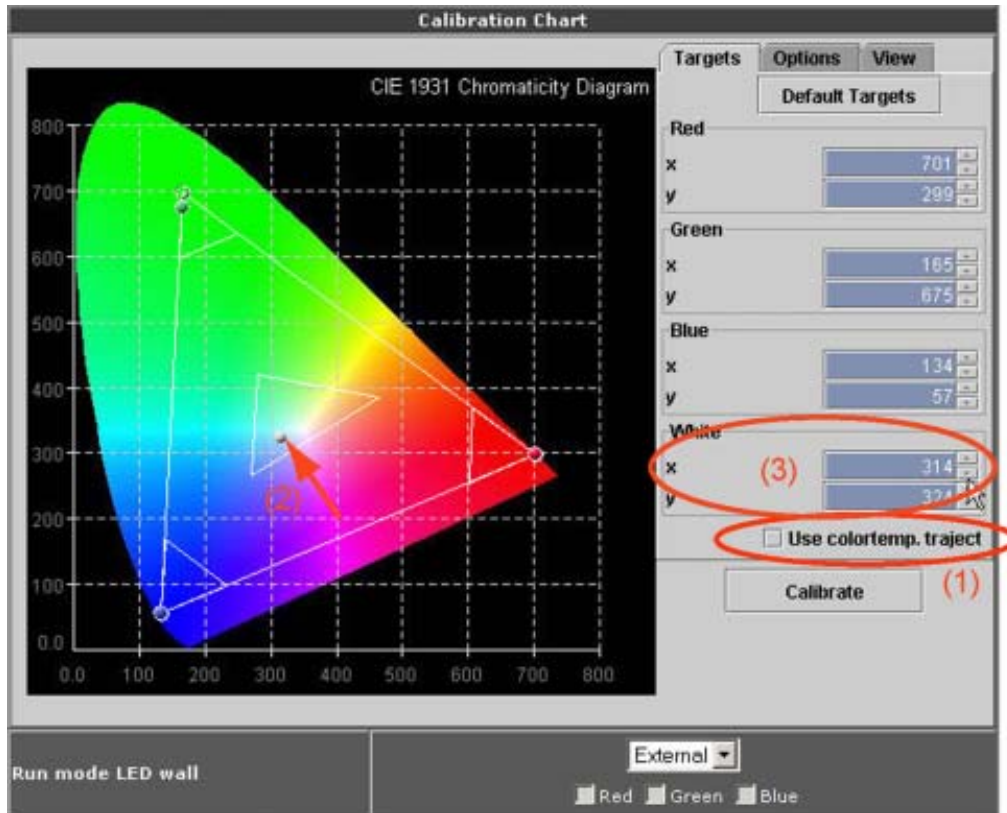 Calibration Chart
CIE 1931 Chromaticity Diagram
800
700
600
500
400
300
200
100
0.0
0.0 100 200 300 400 500 600 700 800
(2)
Targets Options View
Default Targets
Red
x 701
y 299
Green
x 165
y 675
Blue
x 134
y 57
White
x 314
(3)
y 324
Use colortemp. traject
(1)
Calibrate
Run mode LED wall
External
Red Green Blue